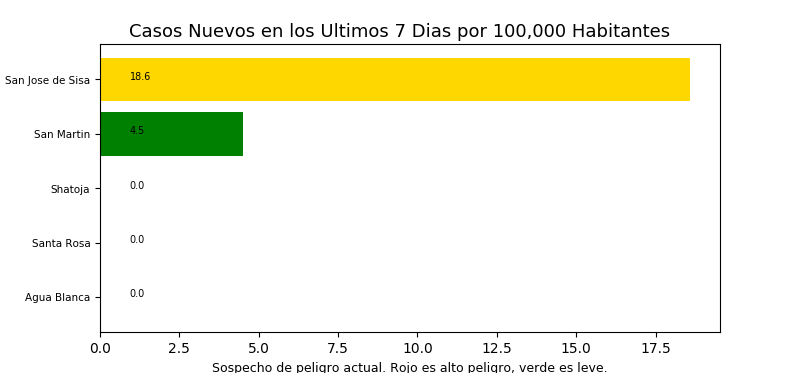 Casos Nuevos en los Ultimos 7 Dias por 100,000 Habitantes
San Jose de Sisa 18.6
San Martin 4.5
Shatoja 0.0
Santa Rosa 0.0
Agua Blanca 0.0
0.0 2.5 5.0 7.5 10.0 12.5 15.0 17.5
Sospecho de peligro actual. Rojo es alto peligro, verde es leve.